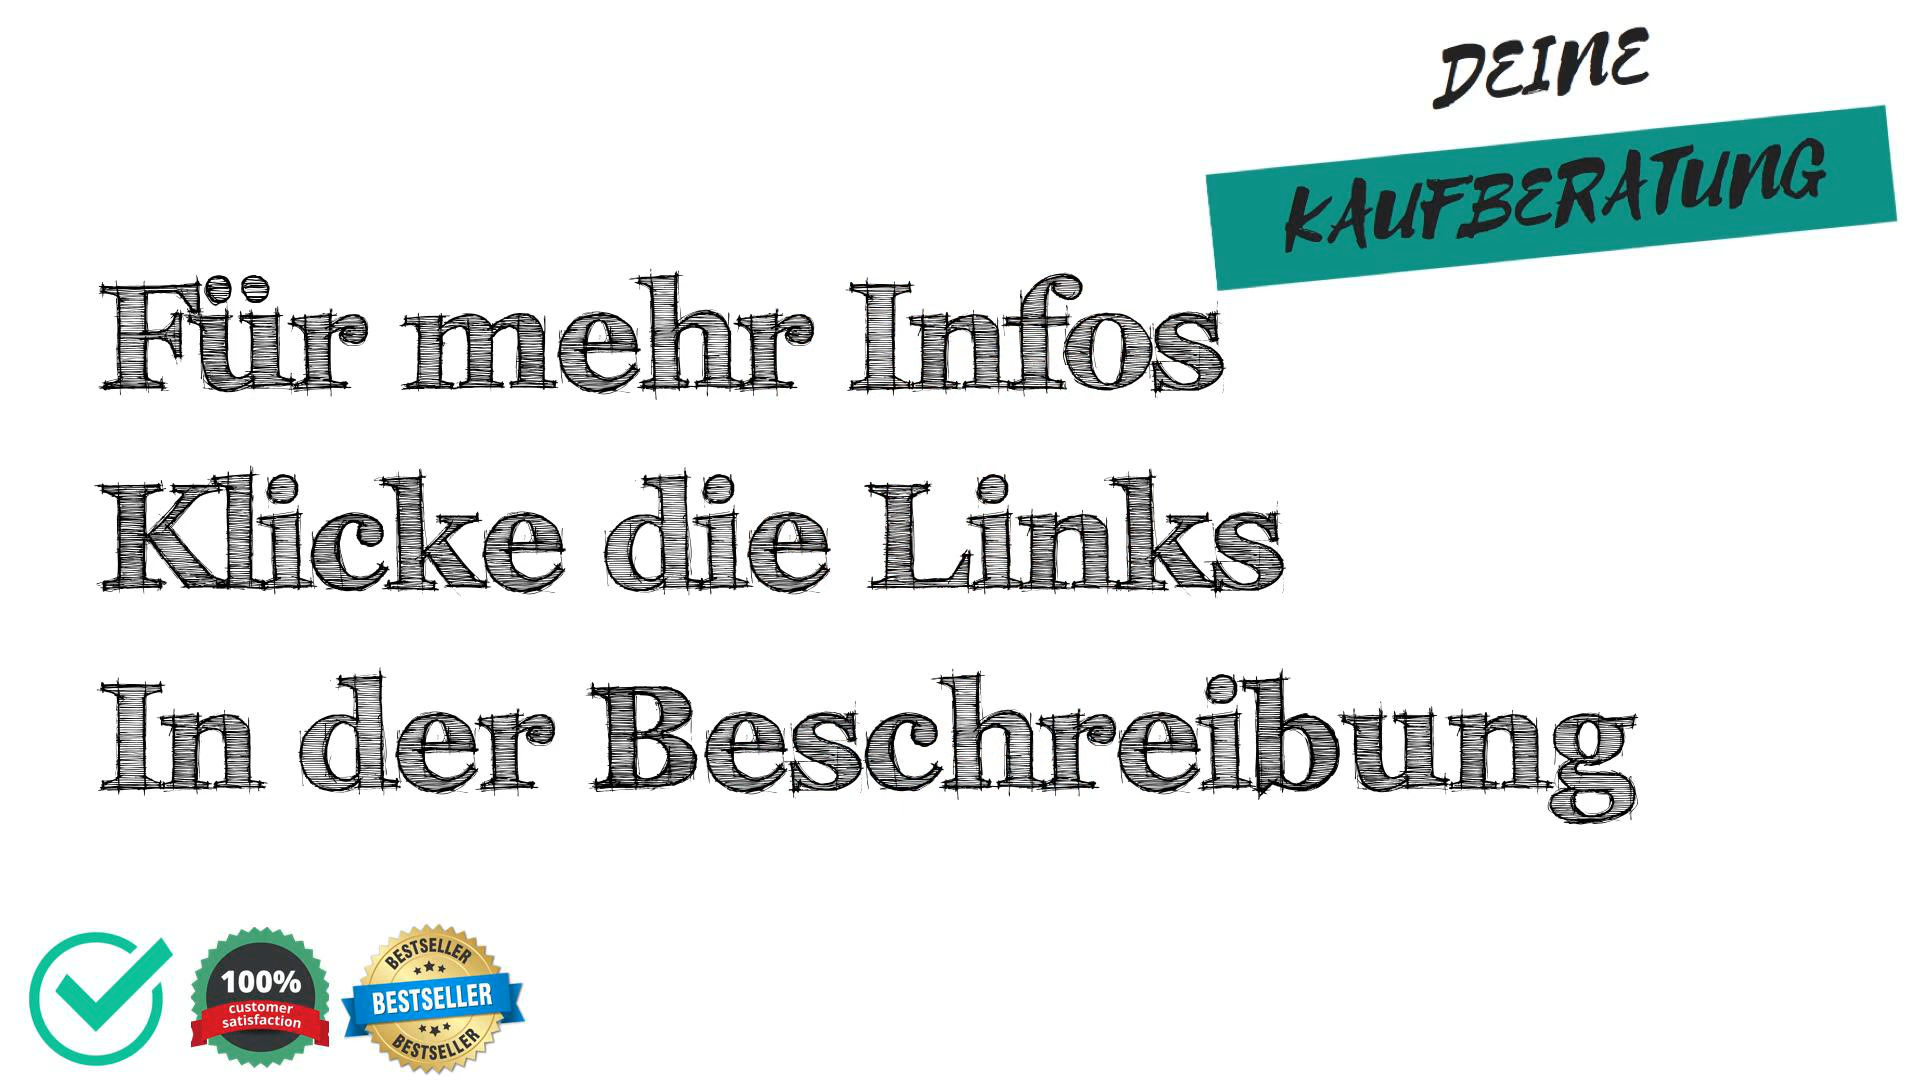 DEINE
KAUFBERATUNG
Für mehr Infos
Klicke die Links
In der Beschreibung
100%
customer
satisfaction
BESTSELLER
BESTSELLER
BESTSELLER